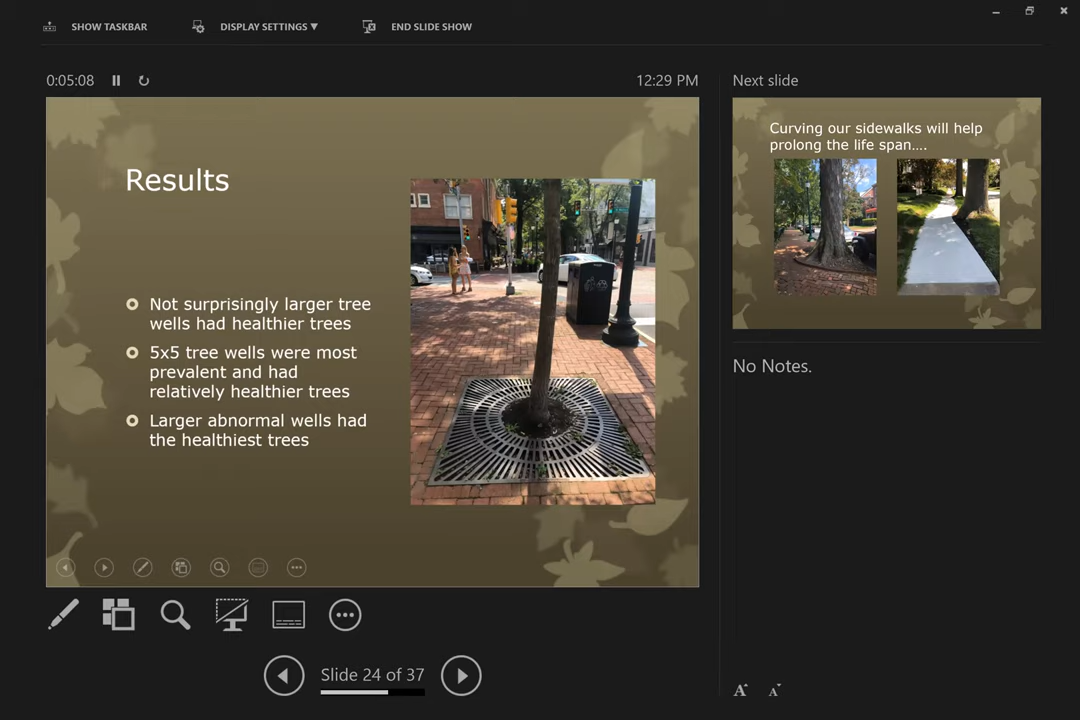 SHOW TASKBAR
DISPLAY SETTINGS ▼
END SLIDE SHOW
0:05:08
12:29 PM
Next slide
Results
Not surprisingly larger tree
wells had healthier trees
5x5 tree wells were most
prevalent and had
relatively healthier trees
Larger abnormal wells had
the healthiest trees
Curving our sidewalks will help
prolong the life span....
No Notes.
Slide 24 of 37
A A